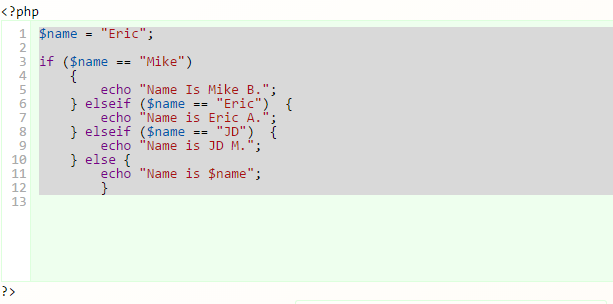 <?php
1 $name = "Eric";
2
3 if ($name == "Mike")
4     {
5         echo "Name Is Mike B.";
6     } elseif ($name == "Eric")  {
7         echo "Name is Eric A.";
8     } elseif ($name == "JD")  {
9         echo "Name is JD M.";
10     } else {
11         echo "Name is $name";
12         }
13
?>